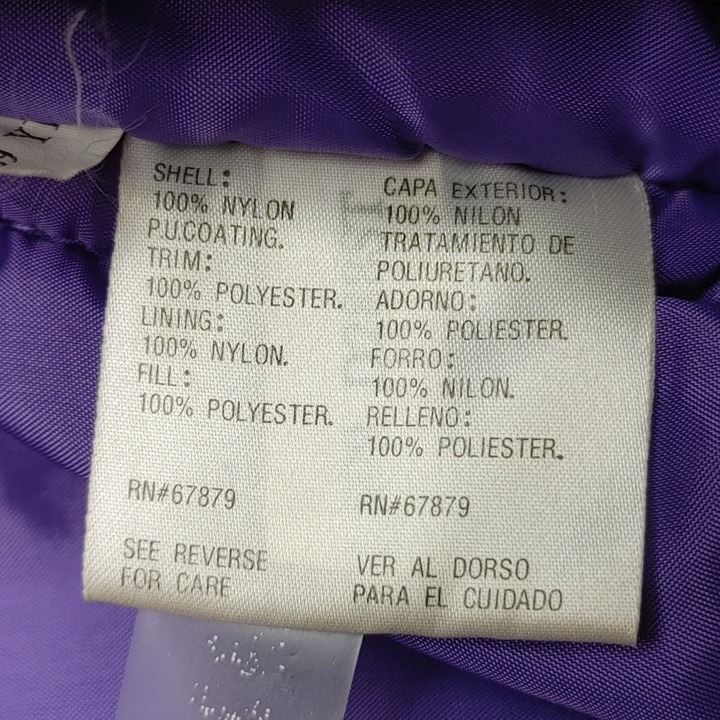 SHELL:
100% NYLON
P.U.COATING.
TRIM:
100% POLYESTER.
LINING:
100% NYLON.
FILL:
100% POLYESTER.
RN#67879
SEE REVERSE
FOR CARE
CAPA EXTERIOR:
100% NILON
TRATAMIENTO DE
POLIURETANO.
ADORNO:
100% POLIESTER.
FORRO:
100% NILON.
RELLENO:
100% POLIESTER.
RN#67879
VER AL DORSO
PARA EL CUIDADO